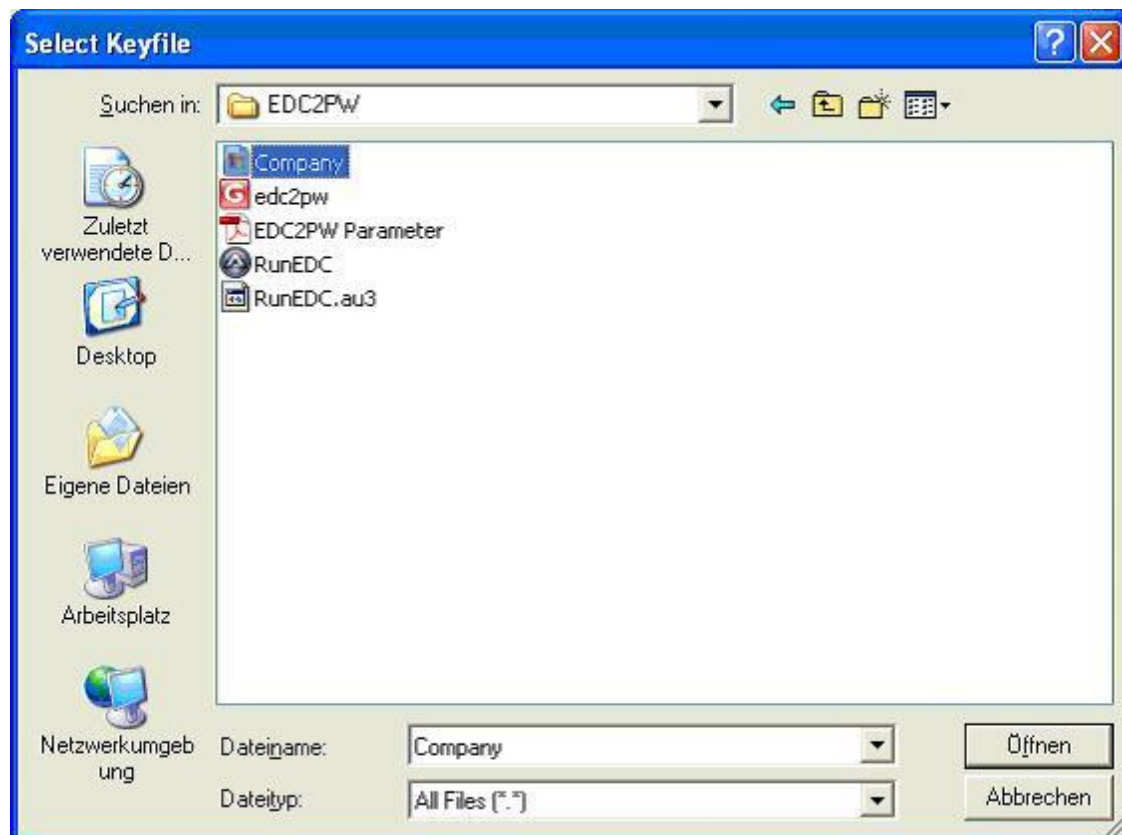 Select Keyfile
Suchen in:
EDC2PW
Company
edc2pw
EDC2PW Parameter
RunEDC
RunEDC.au3
Zuletzt
verwendete D...
Desktop
Eigene Dateien
Arbeitsplatz
Netzwerkumgeb
ung
Dateiname:
Company
Öffnen
Dateityp:
All Files (*.*)
Abbrechen